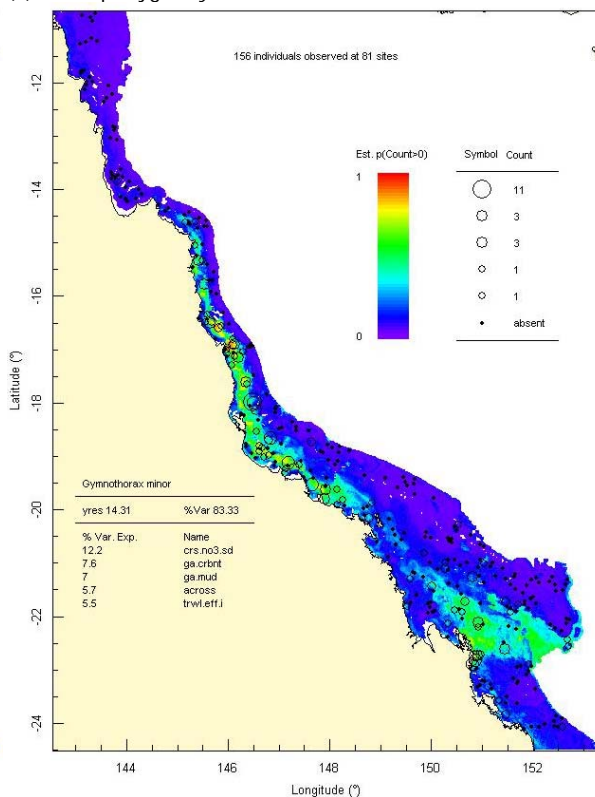 156 individuals observed at 81 sites
Est. p(Count>0)
1
0
Symbol Count
11
3
3
1
1
absent
Gymnothorax minor
yres 14.31 %Var 83.33
% Var. Exp. Name
12.2 crs.no3.sd
7.6 ga.crbnt
7 ga.mud
5.7 across
5.5 trwl.eff.i
Latitude (°)
-12
-14
-16
-18
-20
-22
-24
144 146 148 150 152
Longitude (°)